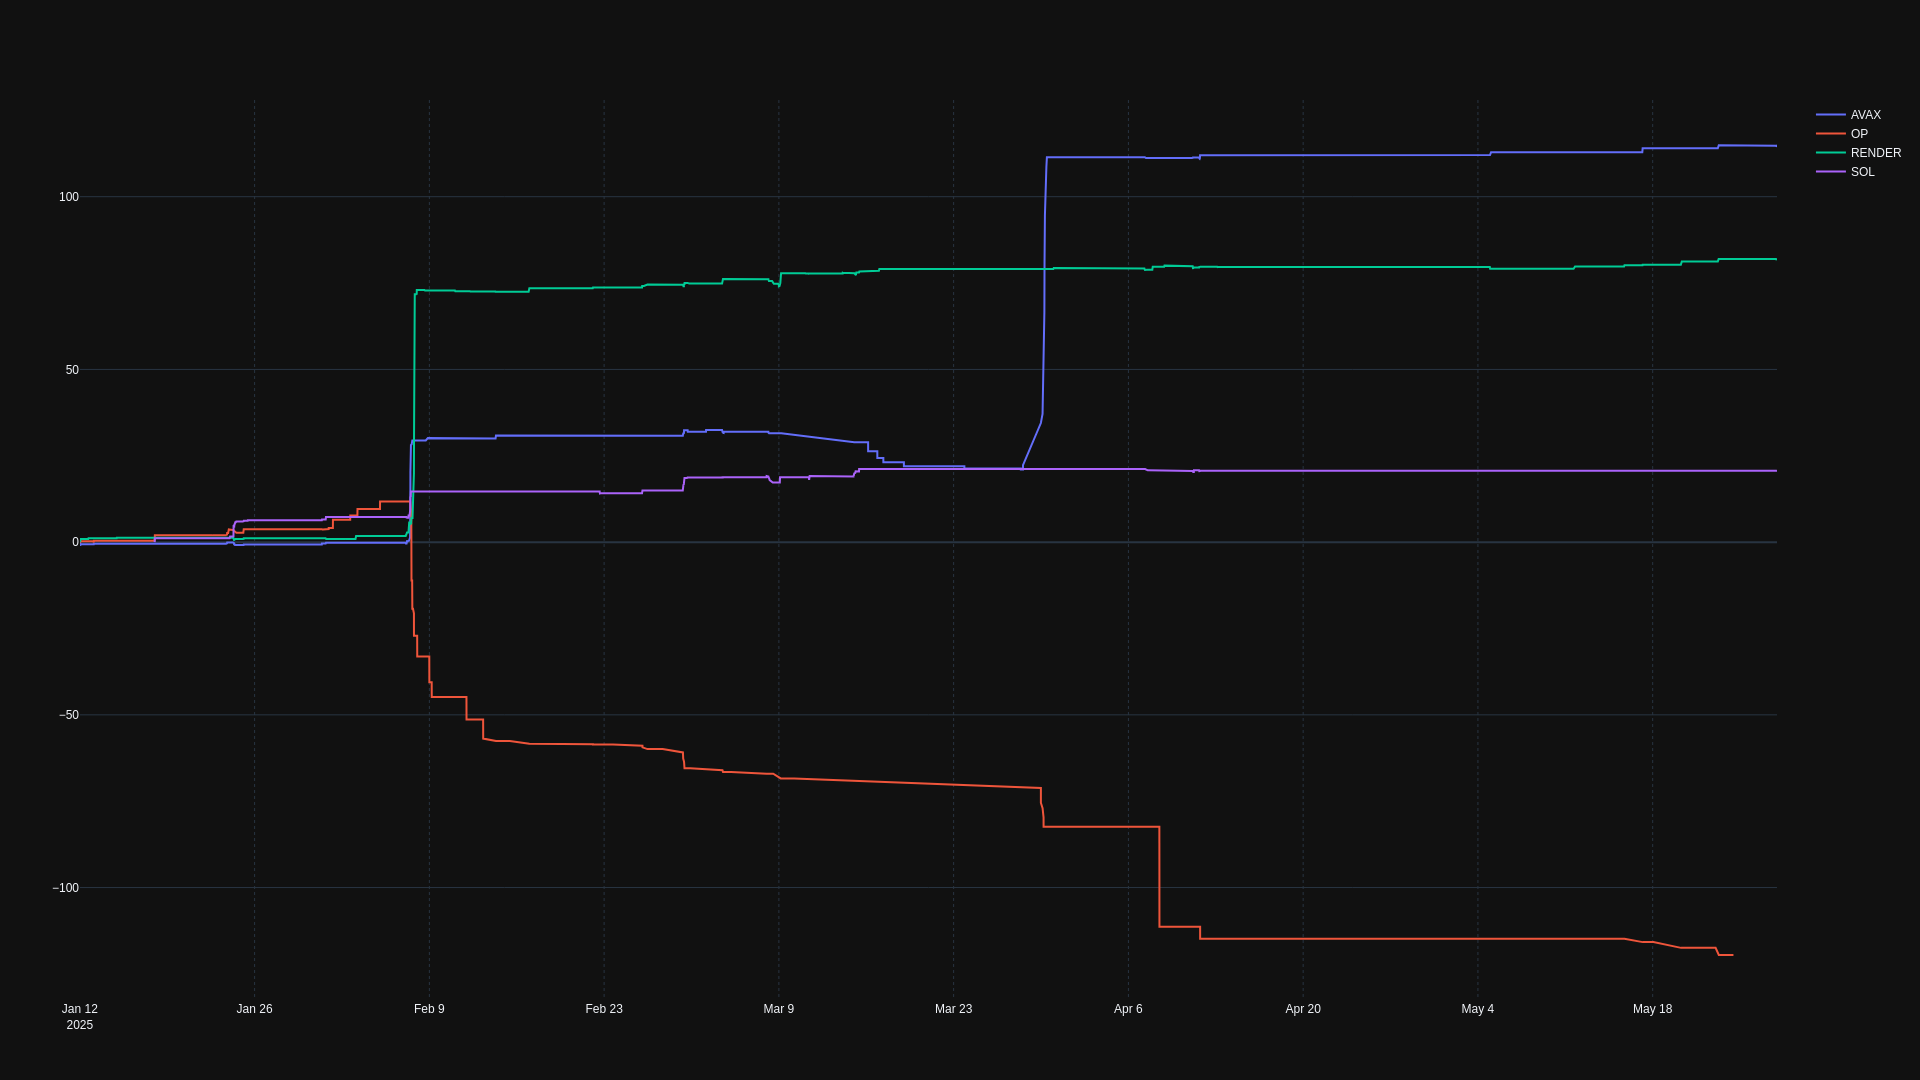 AVAX
OP
RENDER
SOL
100
50
0
−50
−100
Jan 12
2025
Jan 26
Feb 9
Feb 23
Mar 9
Mar 23
Apr 6
Apr 20
May 4
May 18